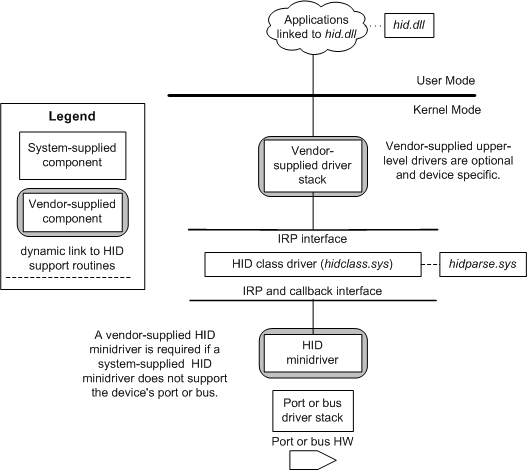 Applications
linked to hid.dll
hid.dll
User Mode
Kernel Mode
Legend
System-supplied
component
Vendor-supplied
component
dynamic link to HID
support routines
Vendor-
supplied driver
stack
Vendor-supplied upper-
level drivers are optional
and device specific.
IRP interface
HID class driver (hidclass.sys)
hidparse.sys
IRP and callback interface
A vendor-supplied HID
minidriver is required if a
system-supplied HID
minidriver does not support
the device's port or bus.
HID
minidriver
Port or bus
driver stack
Port or bus HW